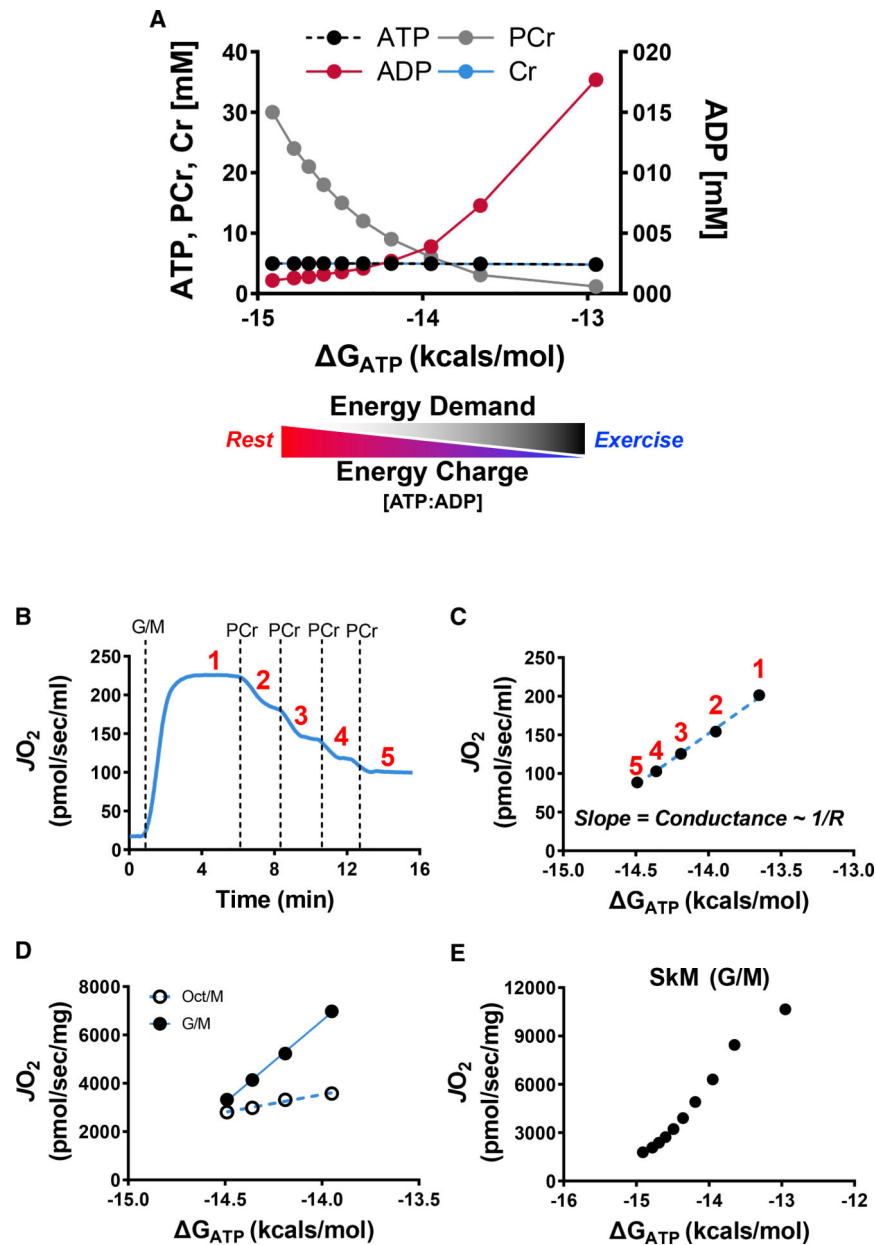 A
ATP
PCr
ADP
Cr
ATP, PCr, Cr [mM]
40
30
20
10
0
020
015
010
005
000
ADP [mM]
-15
-14
-13
ΔG_ATP (kcals/mol)
Energy Demand
Rest
Exercise
Energy Charge
[ATP:ADP]
B
G/M
PCr
PCr
PCr
PCr
JO2
(pmol/sec/ml)
250
200
150
100
50
0
1
2
3
4
5
0
4
8
12
16
Time (min)
C
JO2
(pmol/sec/ml)
250
200
150
100
50
0
1
2
3
4
5
Slope = Conductance ~ 1/R
-15.0
-14.5
-14.0
-13.5
-13.0
ΔG_ATP (kcals/mol)
D
Oct/M
G/M
JO2
(pmol/sec/mg)
8000
6000
4000
2000
0
-15.0
-14.5
-14.0
-13.5
ΔG_ATP (kcals/mol)
E
SkM (G/M)
JO2
(pmol/sec/mg)
12000
9000
6000
3000
0
-16
-15
-14
-13
-12
ΔG_ATP (kcals/mol)